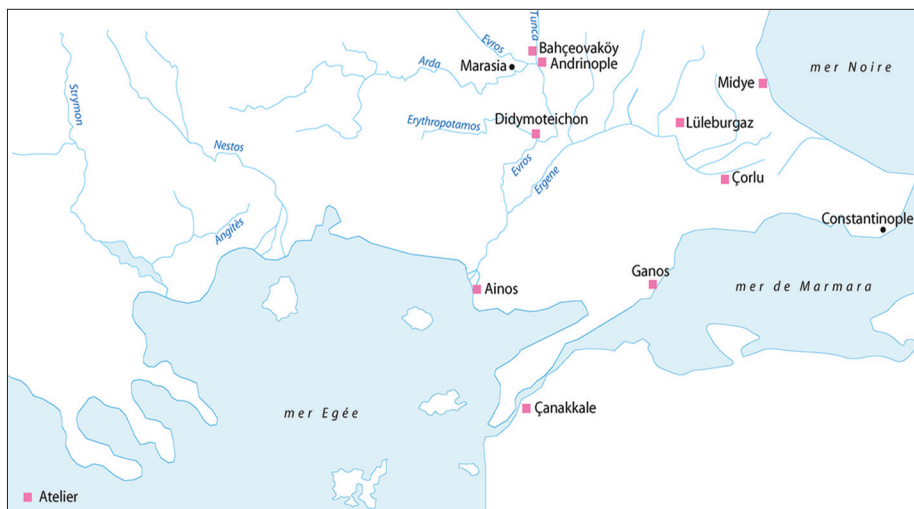 Tunca
Evros
Bahçeovaköy
Marasia
Andrinople
mer Noire
Arda
Midye
Strymon
Erythropotamos
Didymoteichon
Lüleburgaz
Nestos
Evros
Ergene
Çorlu
Angitès
Constantinople
Ganos
Ainos
mer de Marmara
mer Egée
Çanakkale
Atelier